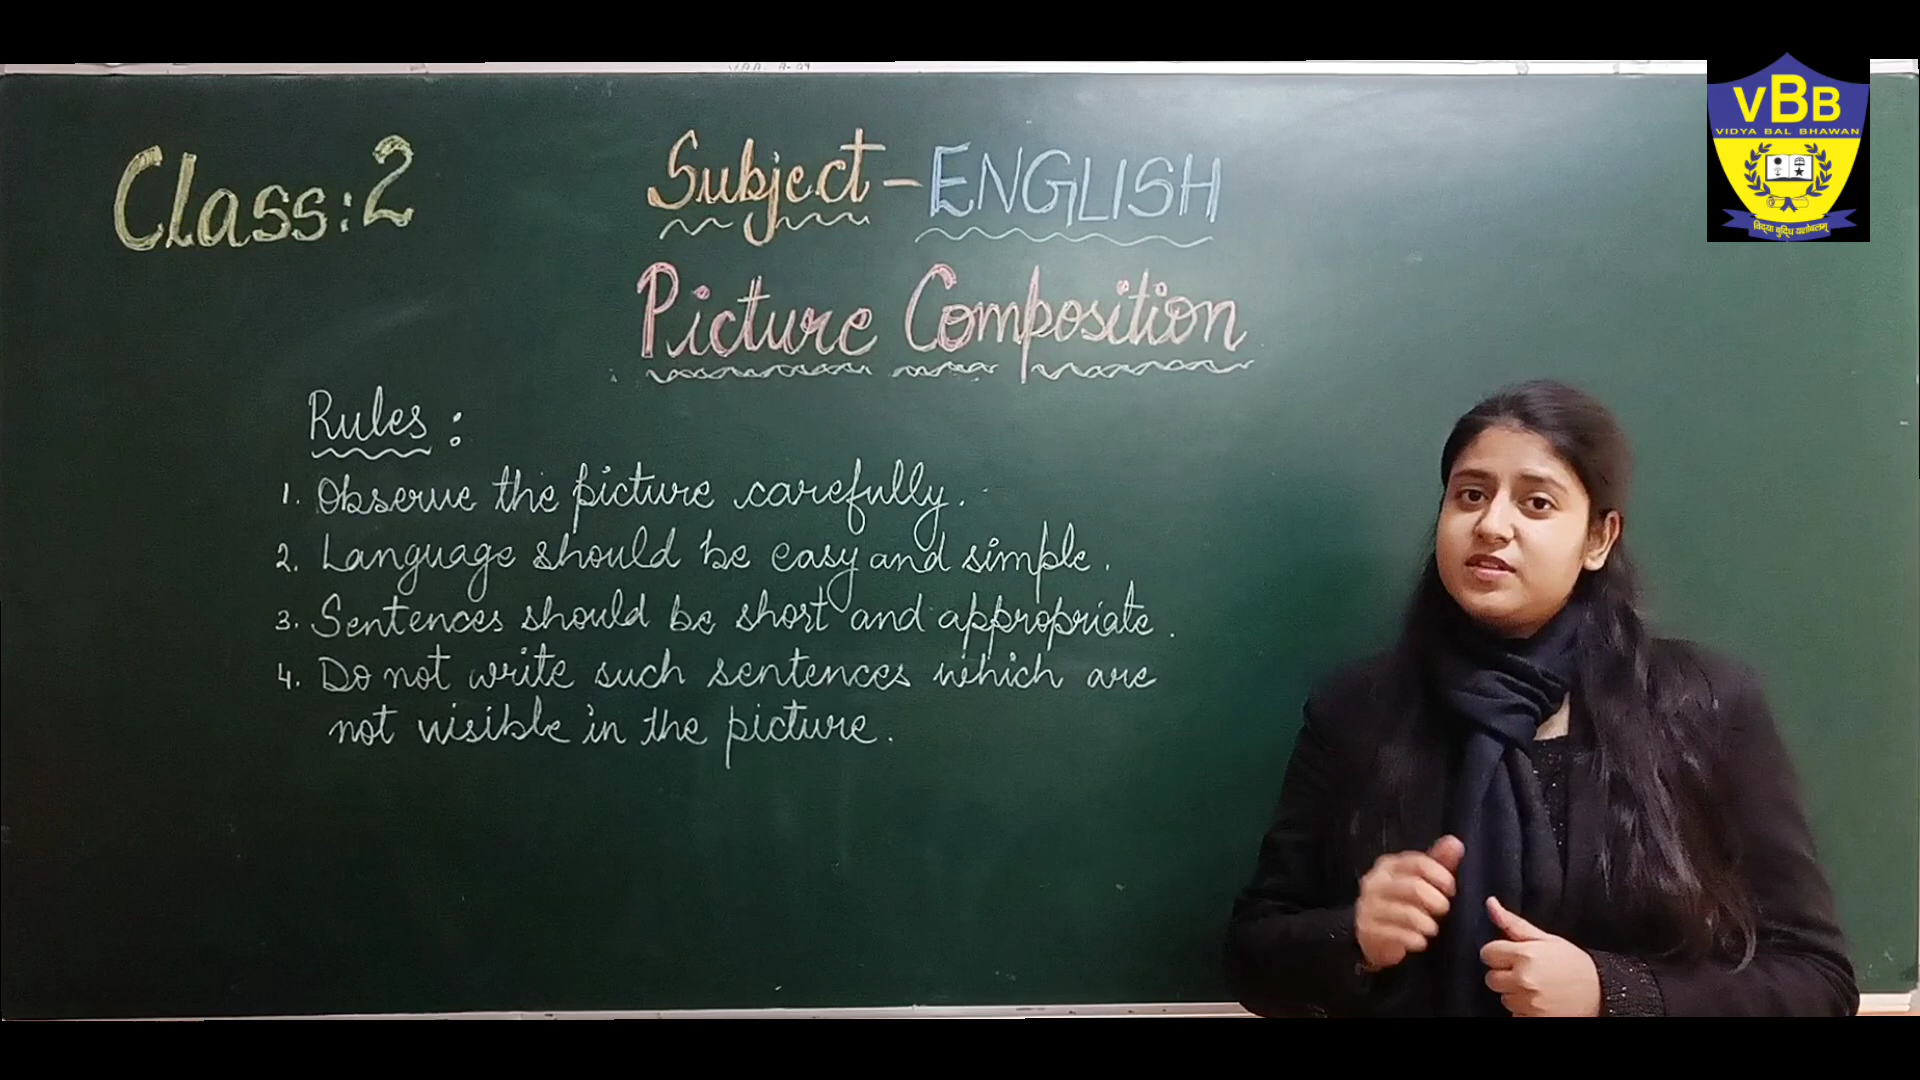 VBB
VIDYA BAL BHAWAN
विद्या बुद्धि यशोबलम्
Class:2
Subject - ENGLISH
Picture Composition
Rules :
1. Observe the picture carefully.
2. Language should be easy and simple.
3. Sentences should be short and appropriate.
4. Do not write such sentences which are
not visible in the picture.